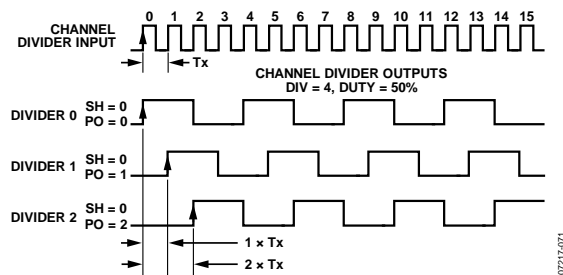 0 1 2 3 4 5 6 7 8 9 10 11 12 13 14 15
CHANNEL
DIVIDER INPUT
Tx
CHANNEL DIVIDER OUTPUTS
DIV = 4, DUTY = 50%
DIVIDER 0
SH = 0
PO = 0
DIVIDER 1
SH = 0
PO = 1
DIVIDER 2
SH = 0
PO = 2
1 × Tx
2 × Tx
07217-071